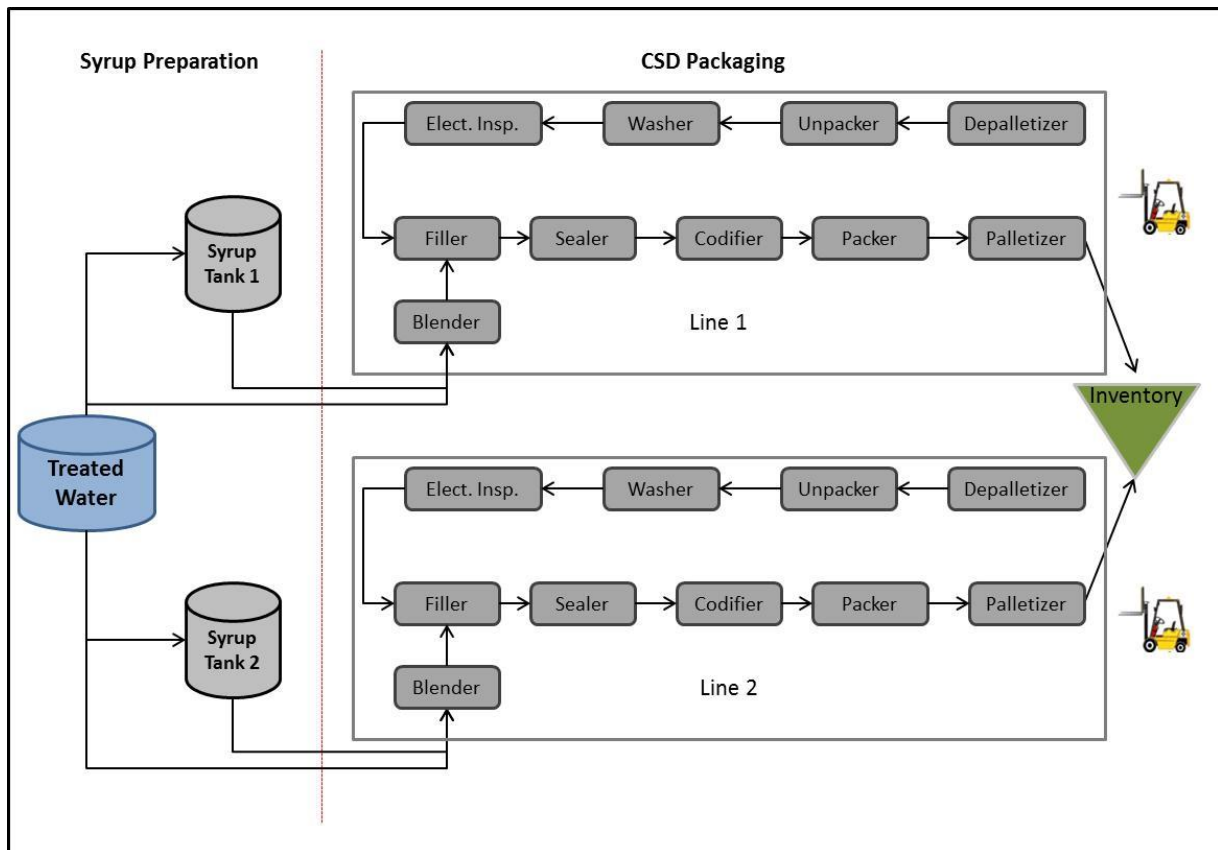 Syrup Preparation
CSD Packaging
Elect. Insp.
Washer
Unpacker
Depalletizer
Syrup
Tank 1
Filler
Sealer
Codifier
Packer
Palletizer
Blender
Line 1
Inventory
Treated
Water
Elect. Insp.
Washer
Unpacker
Depalletizer
Syrup
Tank 2
Filler
Sealer
Codifier
Packer
Palletizer
Blender
Line 2